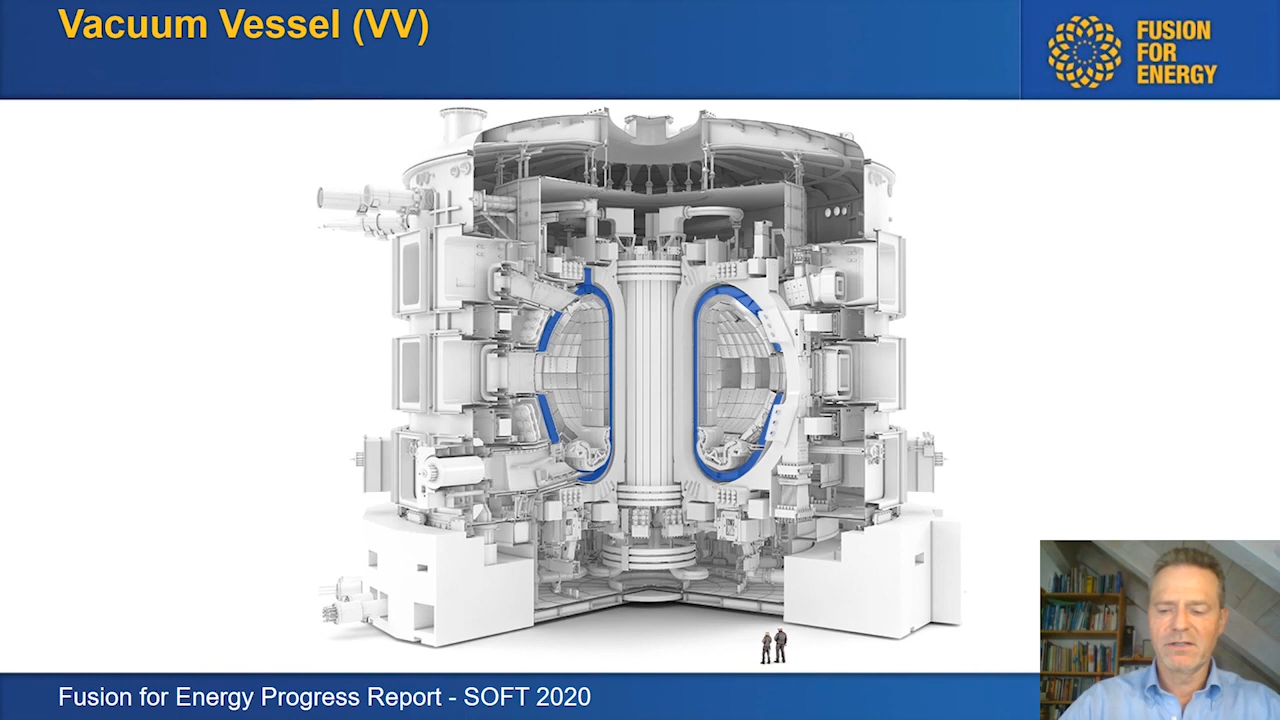 Vacuum Vessel (VV)
FUSION
FOR
ENERGY
Fusion for Energy Progress Report - SOFT 2020